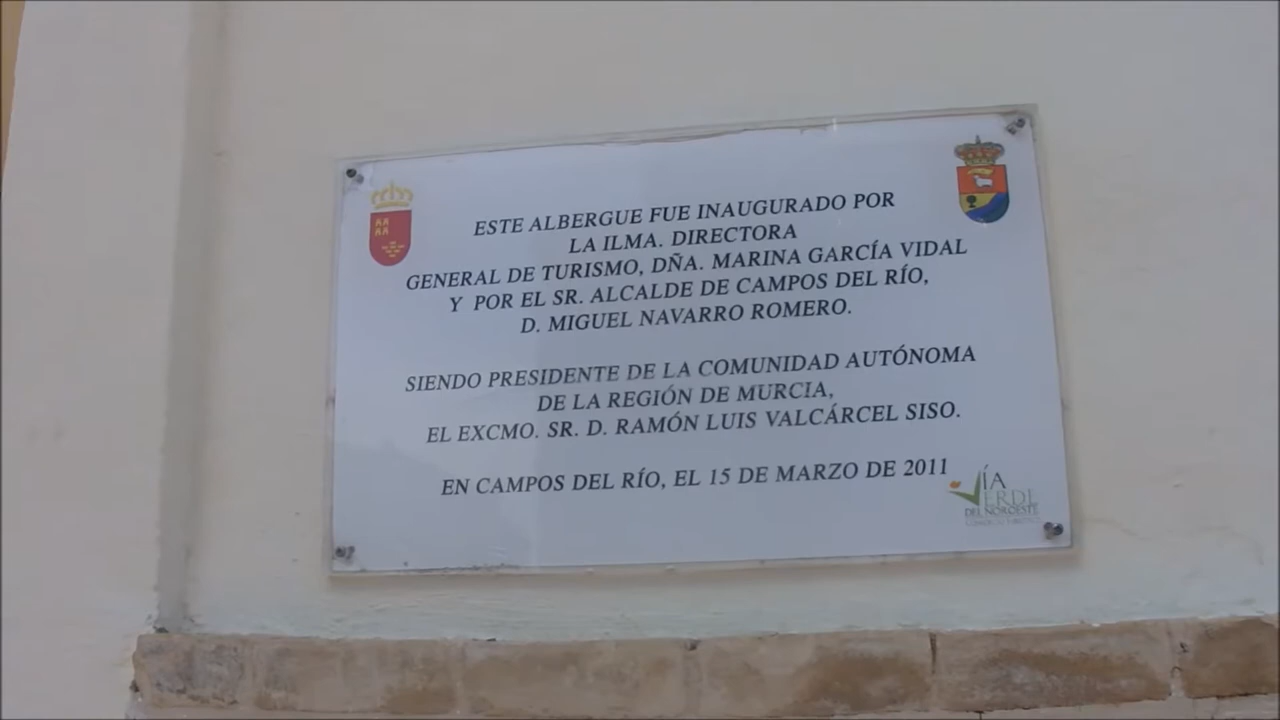 ESTE ALBERGUE FUE INAUGURADO POR
LA ILMA. DIRECTORA
GENERAL DE TURISMO, DÑA. MARINA GARCÍA VIDAL
Y POR EL SR. ALCALDE DE CAMPOS DEL RÍO,
D. MIGUEL NAVARRO ROMERO.
SIENDO PRESIDENTE DE LA COMUNIDAD AUTÓNOMA
DE LA REGIÓN DE MURCIA,
EL EXCMO. SR. D. RAMÓN LUIS VALCÁRCEL SISO.
EN CAMPOS DEL RÍO, EL 15 DE MARZO DE 2011
VÍA
VERDE
DEL NOROESTE